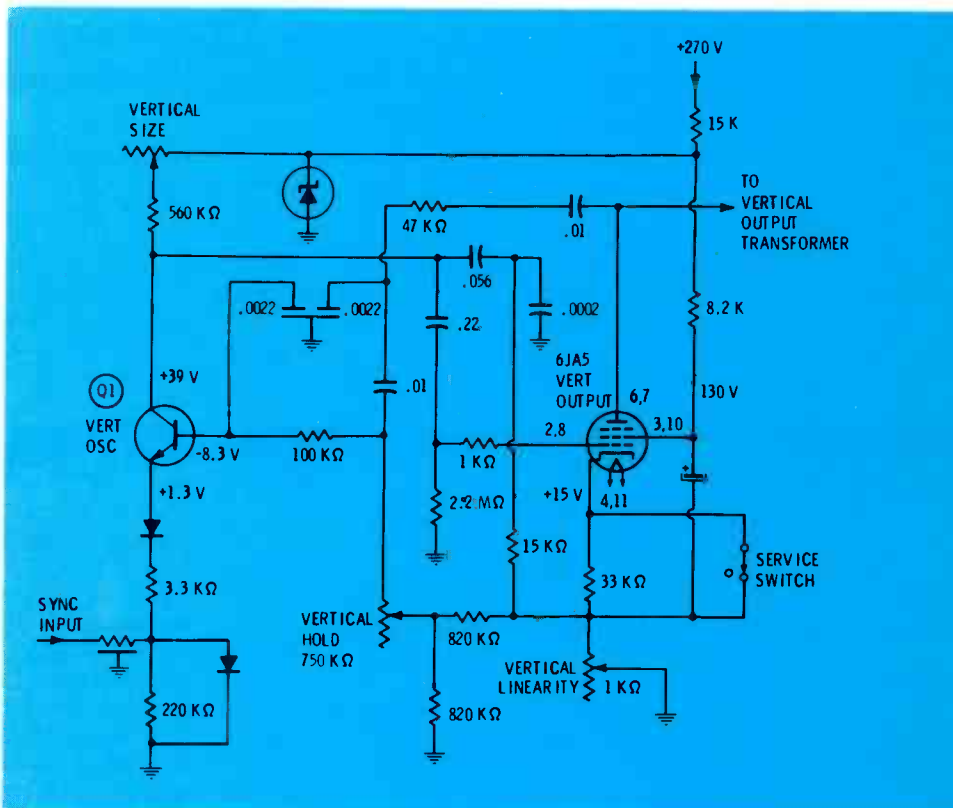 +270 V
15 K
VERTICAL
SIZE
560 KΩ
47 KΩ
.01
TO
VERTICAL
OUTPUT
TRANSFORMER
.056
.0022
.0022
.22
.0002
8.2 K
+39 V
Q1
VERT
OSC
-8.3 V
+1.3 V
.01
100 KΩ
6JA5
VERT
OUTPUT
6,7
130 V
2,8
3,10
1 KΩ
+15 V
4,11
+
2.2 MΩ
15 KΩ
33 KΩ
SERVICE
SWITCH
3.3 KΩ
SYNC
INPUT
VERTICAL
HOLD
750 KΩ
820 KΩ
VERTICAL
LINEARITY
1 KΩ
220 KΩ
820 KΩ